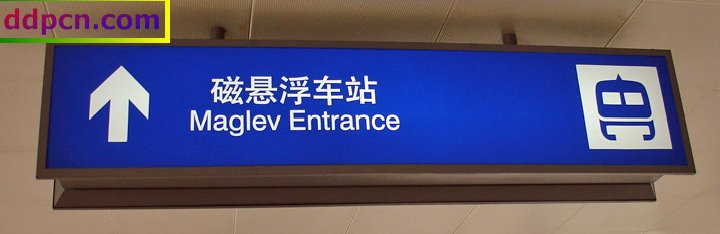 ddpcn.com
磁悬浮车站
Maglev Entrance